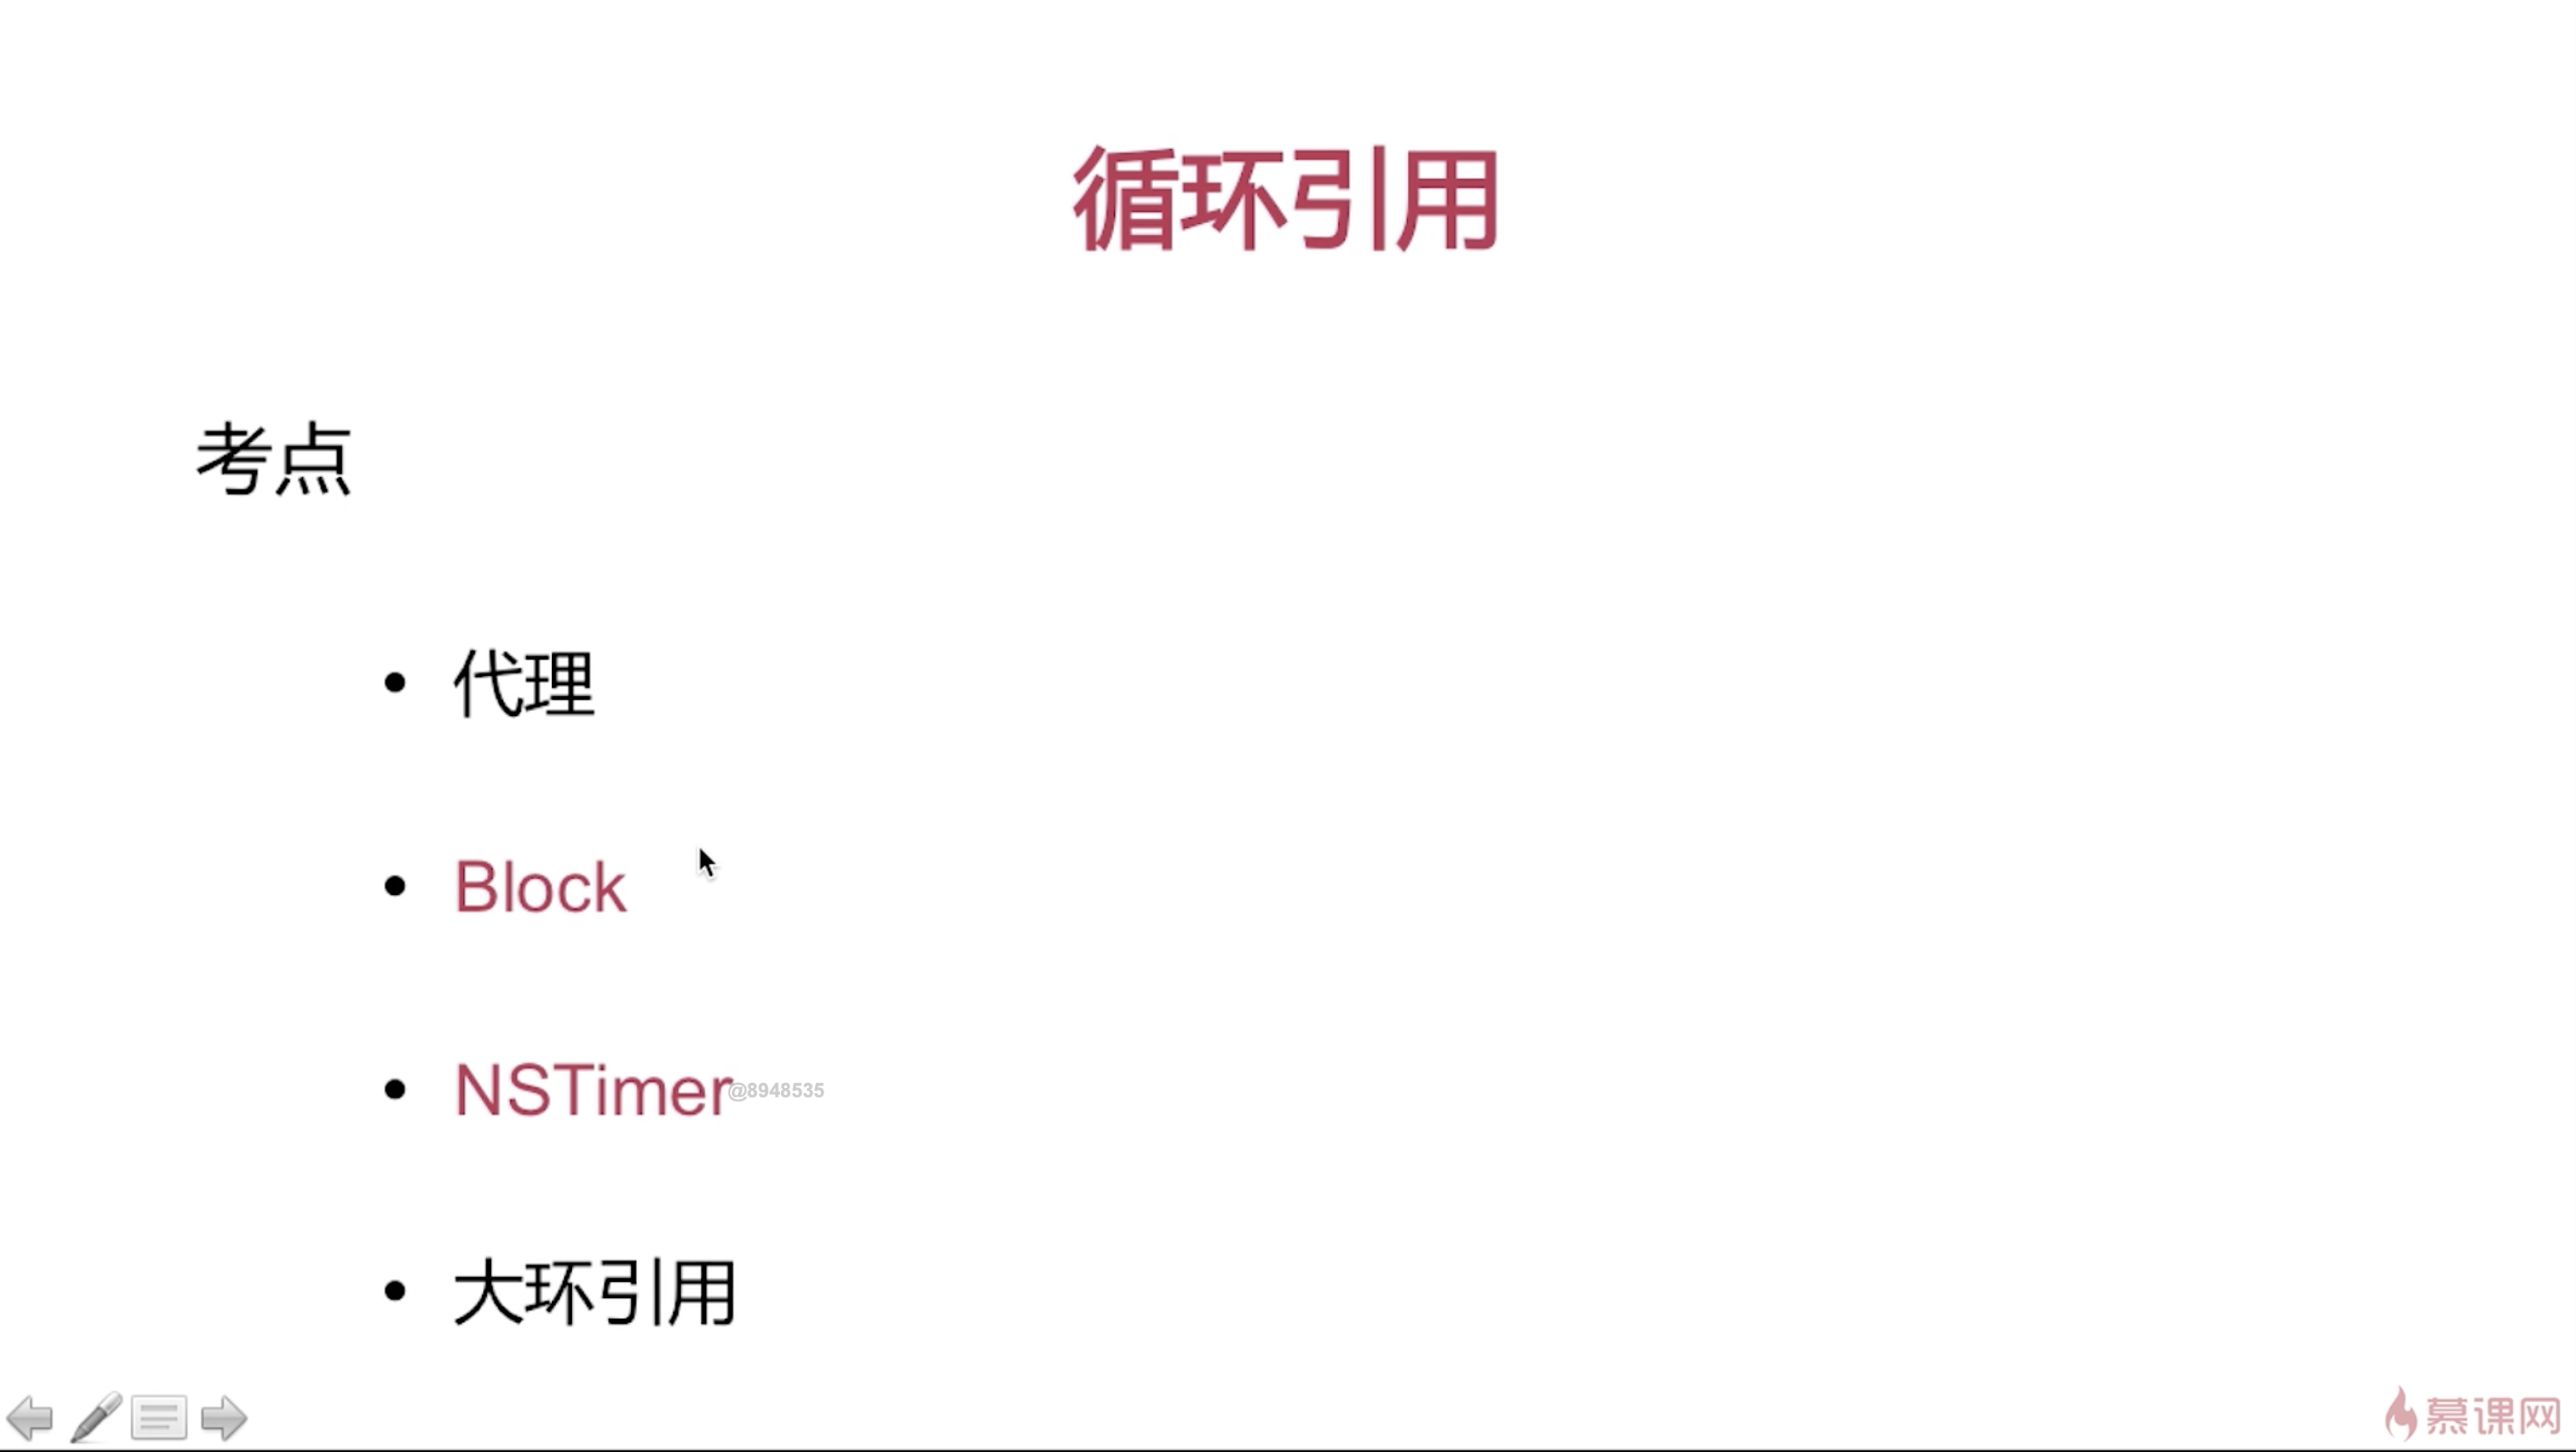 循环引用
考点
• 代理
• Block
• NSTimer
@8948535
• 大环引用
慕课网